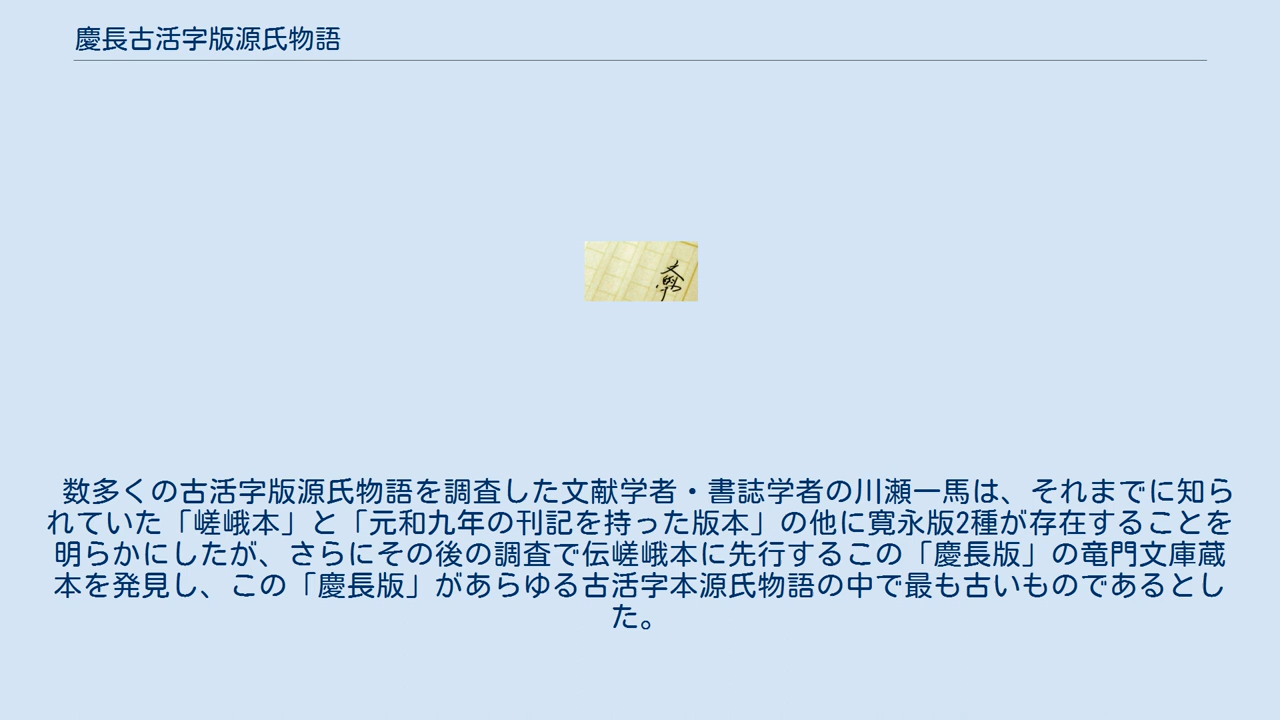 慶長古活字版源氏物語
数多くの古活字版源氏物語を調査した文献学者・書誌学者の川瀬一馬は、それまでに知ら
れていた「嵯峨本」と「元和九年の刊記を持った版本」の他に寛永版2種が存在することを
明らかにしたが、さらにその後の調査で伝嵯峨本に先行するこの「慶長版」の竜門文庫蔵
本を発見し、この「慶長版」があらゆる古活字本源氏物語の中で最も古いものであるとし
た。